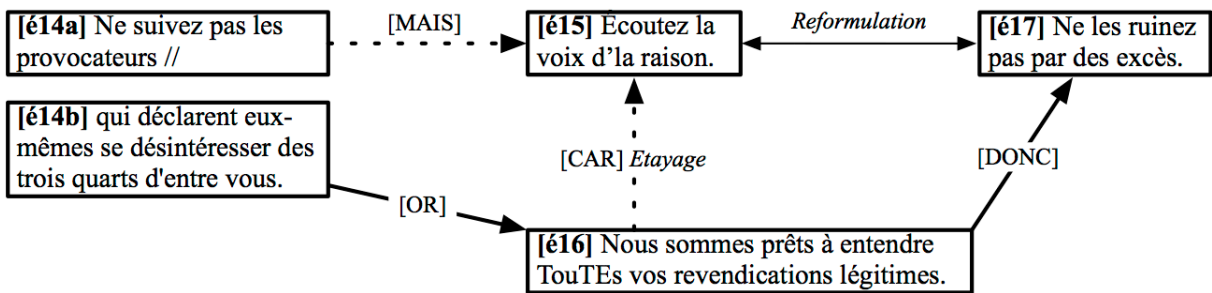 [é14a] Ne suivez pas les
provocateurs //
[MAIS]
[é15] Écoutez la
voix d’la raison.
Reformulation
[é17] Ne les ruinez
pas par des excès.
[é14b] qui déclarent eux-
mêmes se désintéresser des
trois quarts d'entre vous.
[OR]
[CAR] Etayage
[DONC]
[é16] Nous sommes prêts à entendre
TouTEs vos revendications légitimes.